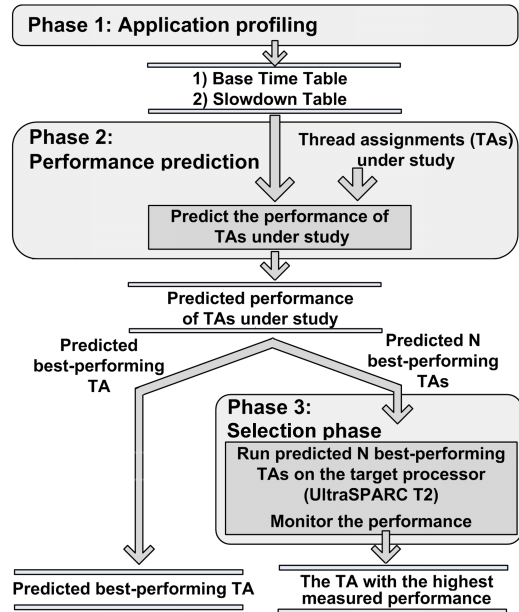 Phase 1: Application profiling
1) Base Time Table
2) Slowdown Table
Phase 2:
Performance prediction
Thread assignments (TAs)
under study
Predict the performance of
TAs under study
Predicted performance
of TAs under study
Predicted
best-performing
TA
Predicted N
best-performing
TAs
Phase 3:
Selection phase
Run predicted N best-performing
TAs on the target processor
(UltraSPARC T2)
Monitor the performance
Predicted best-performing TA
The TA with the highest
measured performance